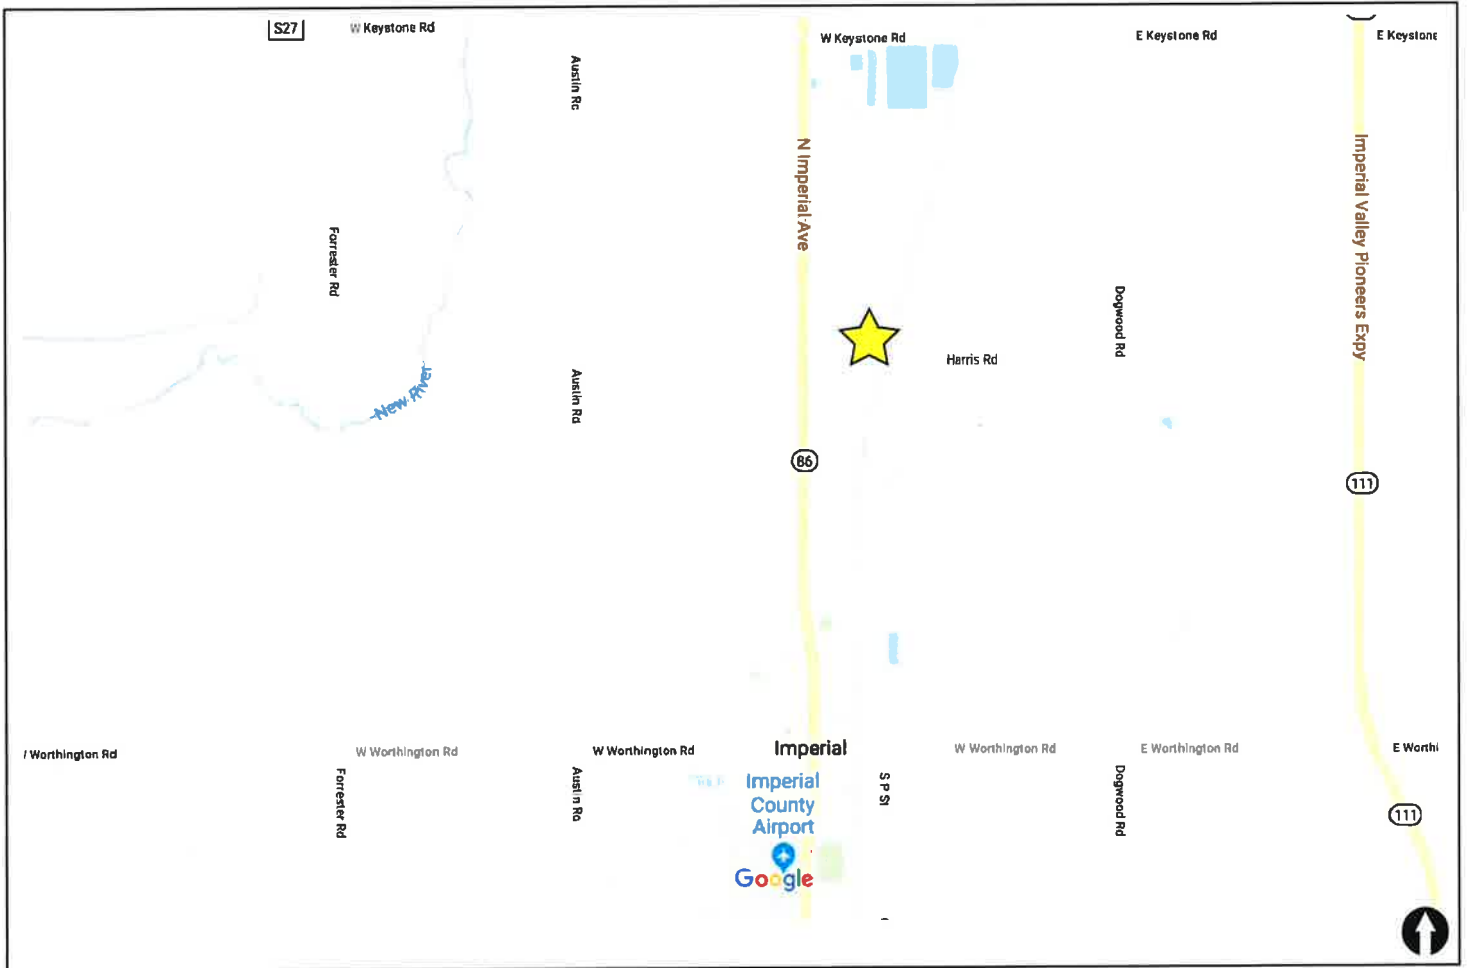 S27
W Keystone Rd
W Keystone Rd
E Keystone Rd
E Keystone
Austin Rd
N Imperial Ave
Imperial Valley Pioneers Expy
Forrester Rd
Dogwood Rd
Harris Rd
New River
Austin Rd
86
111
/ Worthington Rd
W Worthington Rd
W Worthington Rd
Imperial
W Worthington Rd
E Worthington Rd
E Worthi
Forrester Rd
Austin Rd
Imperial
County
Airport
S P St
Dogwood Rd
111
Google